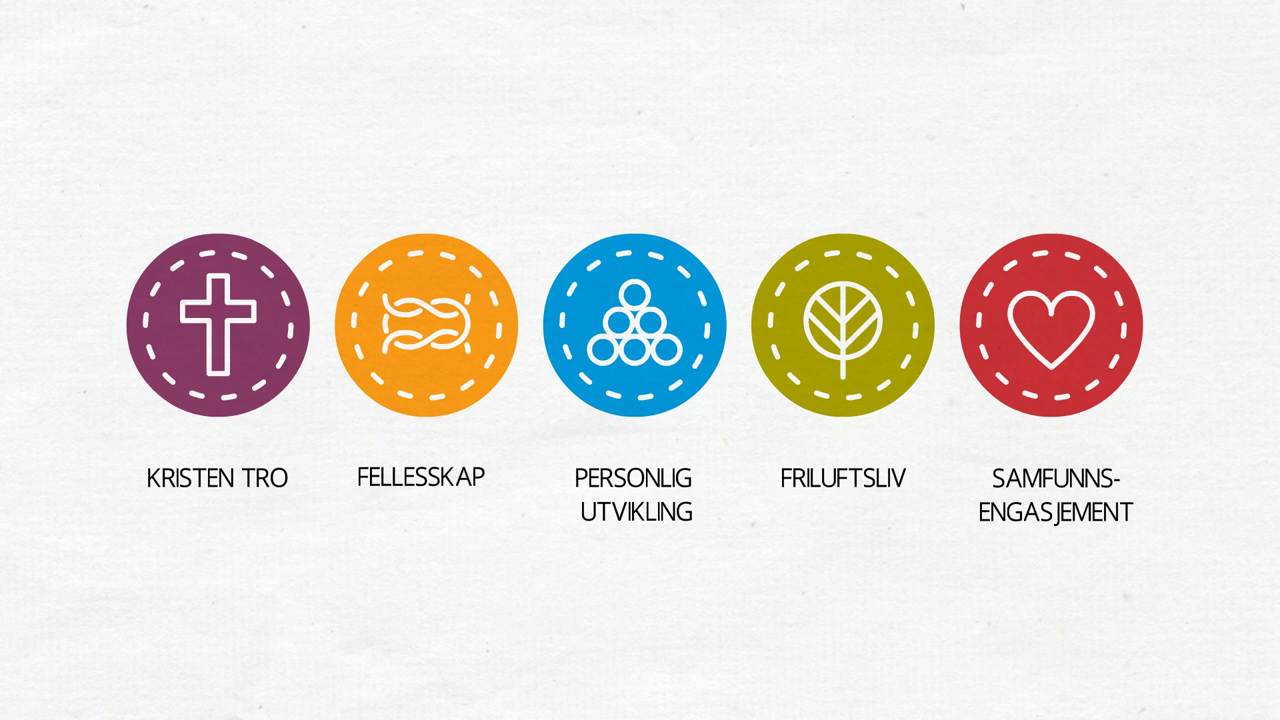 KRISTEN TRO
FELLESSKAP
PERSONLIG
UTVIKLING
FRILUFTSLIV
SAMFUNNS-
ENGASJEMENT